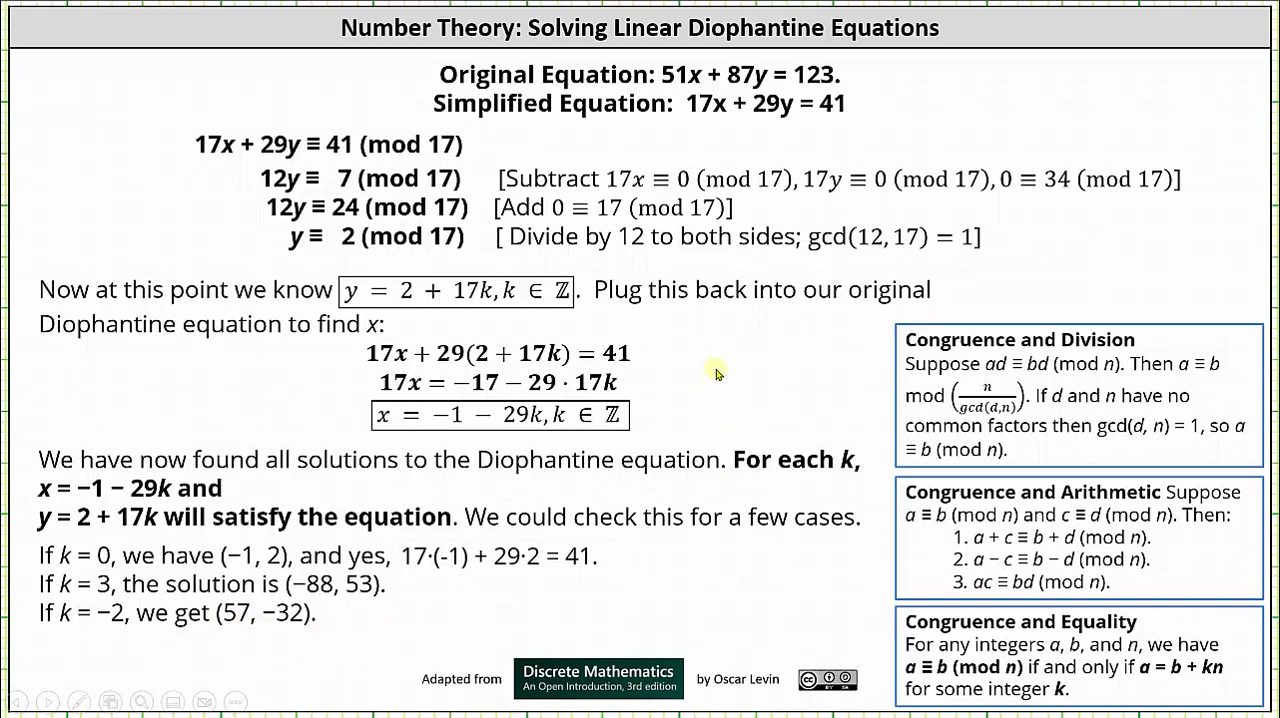 Number Theory: Solving Linear Diophantine Equations
Original Equation: 51x + 87y = 123.
Simplified Equation: 17x + 29y = 41
17x + 29y ≡ 41 (mod 17)
12y ≡ 7 (mod 17) [Subtract 17x ≡ 0 (mod 17), 17y ≡ 0 (mod 17), 0 ≡ 34 (mod 17)]
12y ≡ 24 (mod 17) [Add 0 ≡ 17 (mod 17)]
y ≡ 2 (mod 17) [ Divide by 12 to both sides; gcd(12, 17) = 1]
Now at this point we know y = 2 + 17k, k ∈ ℤ. Plug this back into our original
Diophantine equation to find x:
17x + 29(2 + 17k) = 41
17x = −17 − 29 · 17k
x = −1 − 29k, k ∈ ℤ
We have now found all solutions to the Diophantine equation. For each k,
x = −1 − 29k and
y = 2 + 17k will satisfy the equation. We could check this for a few cases.
If k = 0, we have (−1, 2), and yes, 17·(-1) + 29·2 = 41.
If k = 3, the solution is (−88, 53).
If k = −2, we get (57, −32).
Congruence and Division
Suppose ad ≡ bd (mod n). Then a ≡ b
mod (n/gcd(d,n)). If d and n have no
common factors then gcd(d, n) = 1, so a
≡ b (mod n).
Congruence and Arithmetic Suppose
a ≡ b (mod n) and c ≡ d (mod n). Then:
1. a + c ≡ b + d (mod n).
2. a − c ≡ b − d (mod n).
3. ac ≡ bd (mod n).
Congruence and Equality
For any integers a, b, and n, we have
a ≡ b (mod n) if and only if a = b + kn
for some integer k.
Adapted from
Discrete Mathematics
An Open Introduction, 3rd edition
by Oscar Levin
cc
BY SA